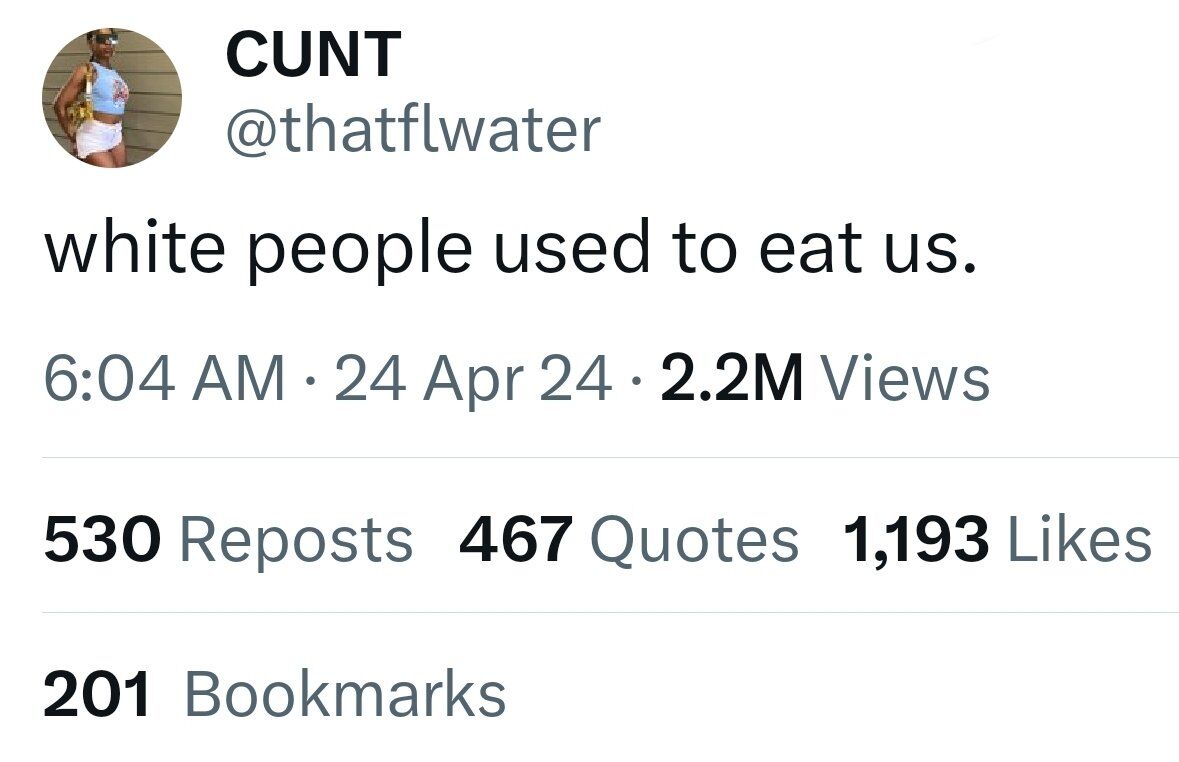 CUNT
@thatflwater
white people used to eat us.
6:04 AM · 24 Apr 24 · 2.2M Views
530 Reposts 467 Quotes 1,193 Likes
201 Bookmarks